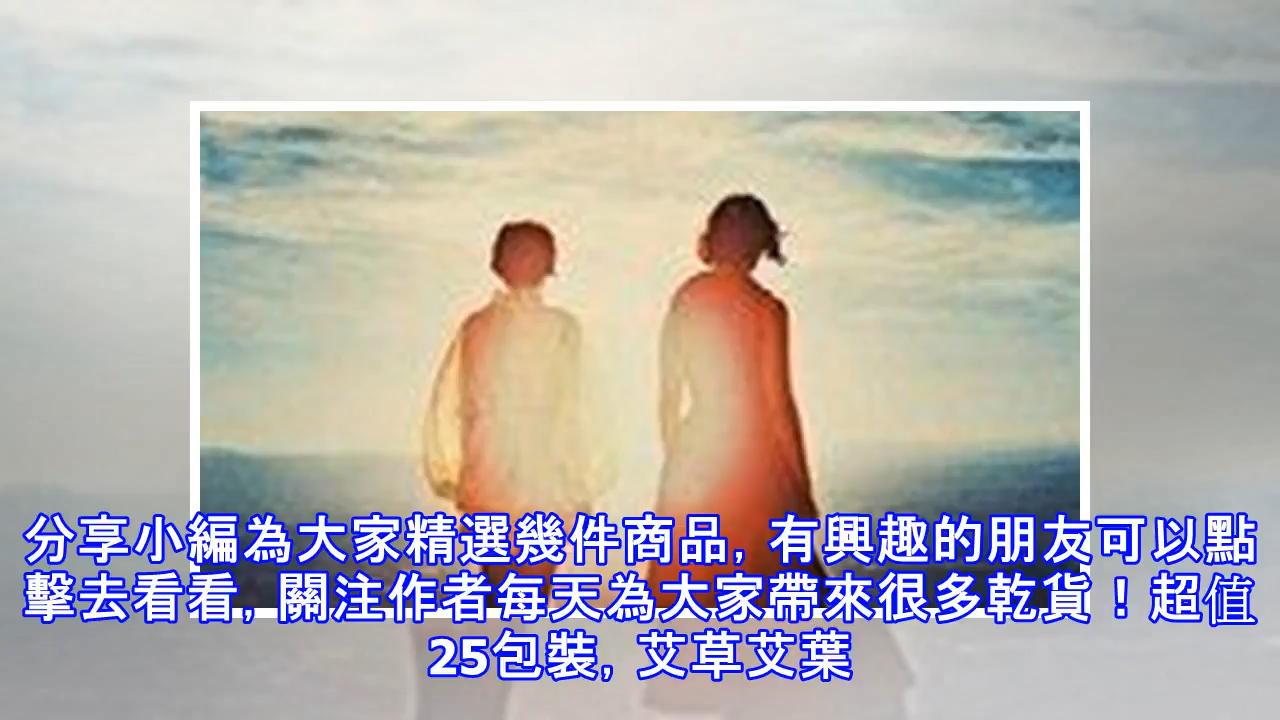 分享小編為大家精選幾件商品, 有興趣的朋友可以點
擊去看看, 關注作者每天為大家帶來很多乾貨！超值
25包裝, 艾草艾葉